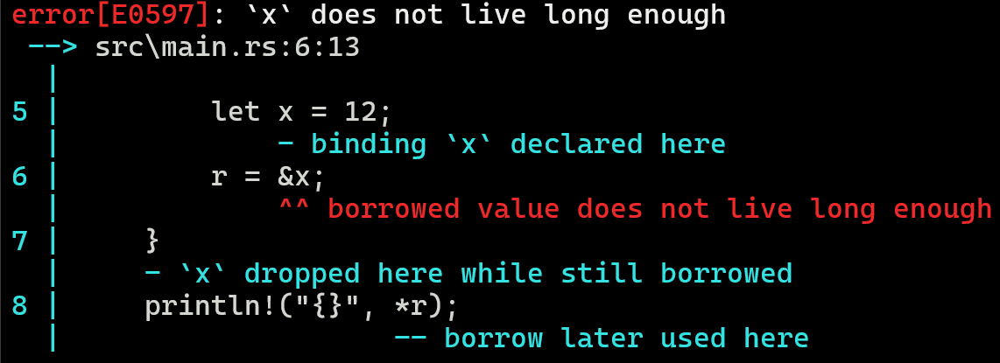 error[E0597]: `x` does not live long enough
 --> src\main.rs:6:13
  |
5 |         let x = 12;
  |             - binding `x` declared here
6 |         r = &x;
  |             ^^ borrowed value does not live long enough
7 |     }
  |     - `x` dropped here while still borrowed
8 |     println!("{}", *r);
  |                    -- borrow later used here